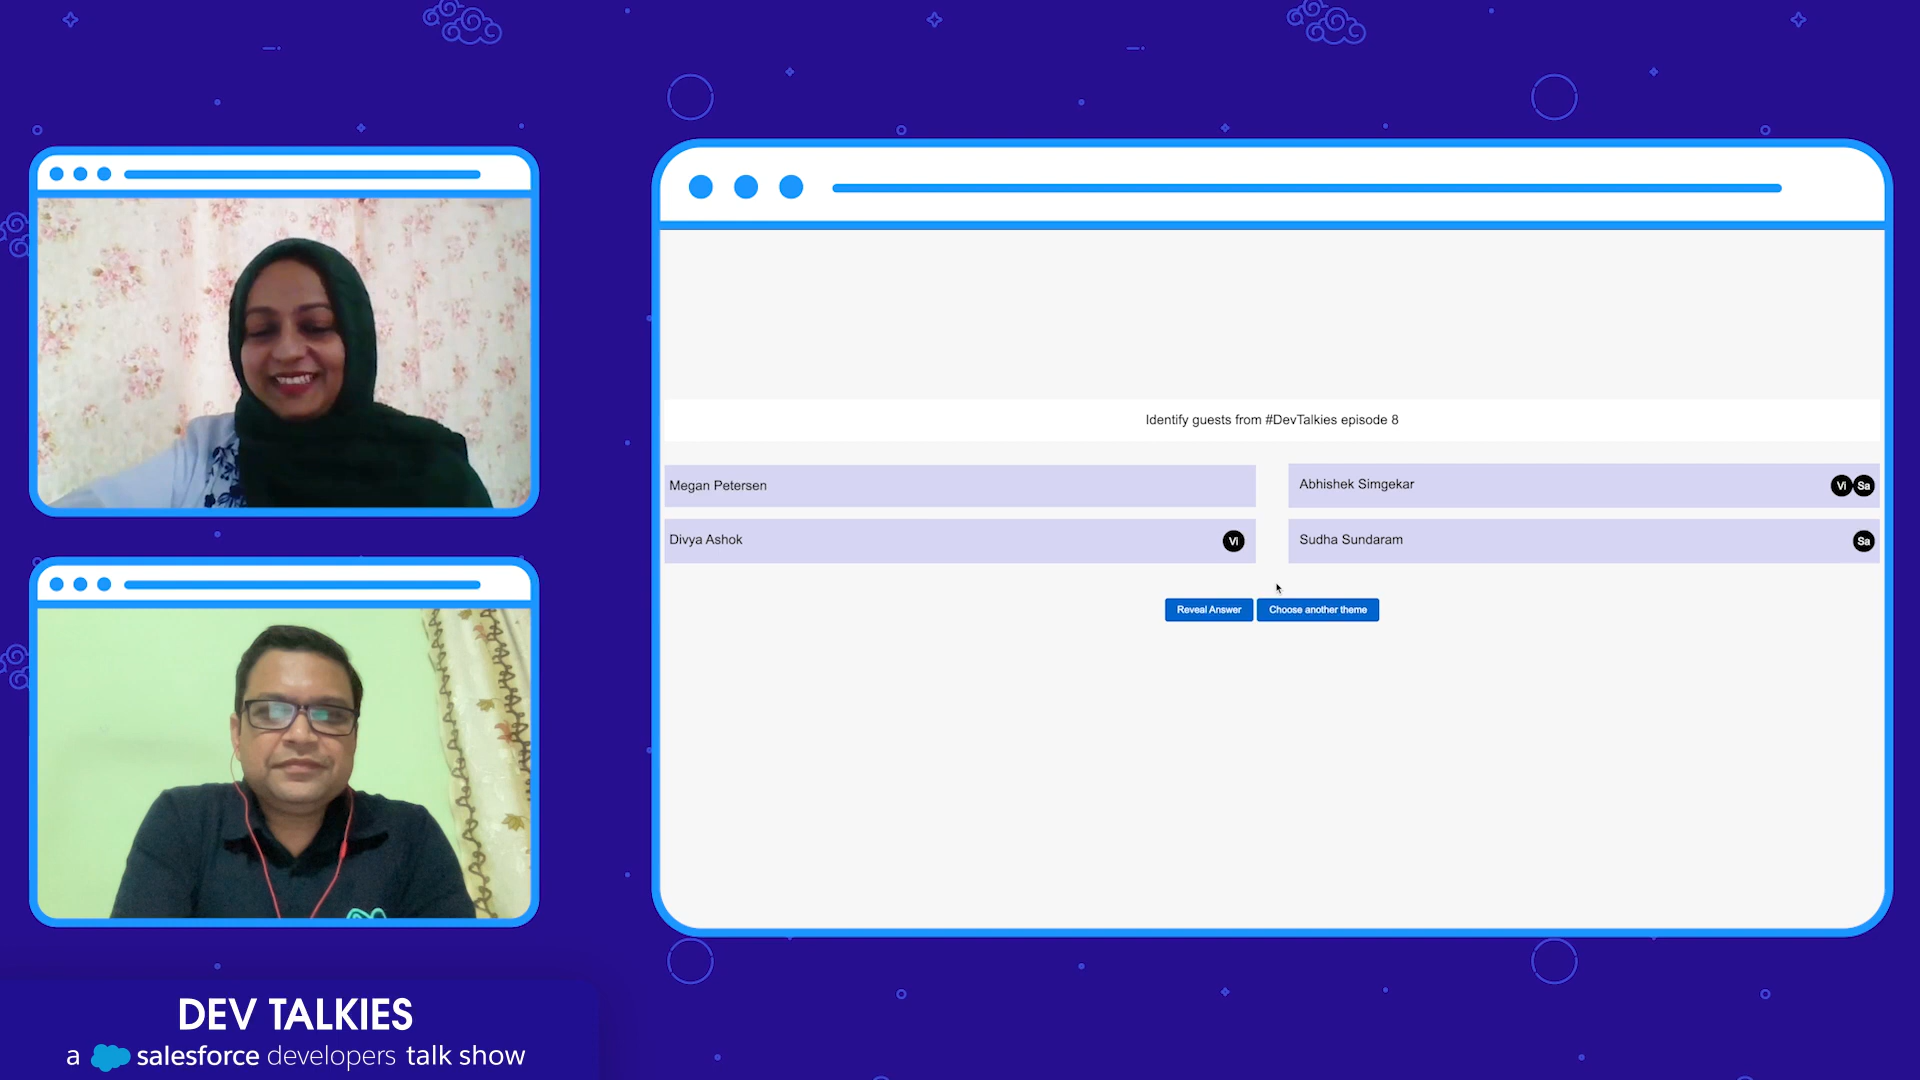 Identify guests from #DevTalkies episode 8
Megan Petersen
Abhishek Simgekar
Vi
Sa
Divya Ashok
Vi
Sudha Sundaram
Sa
Reveal Answer
Choose another theme
DEV TALKIES
a salesforce developers talk show